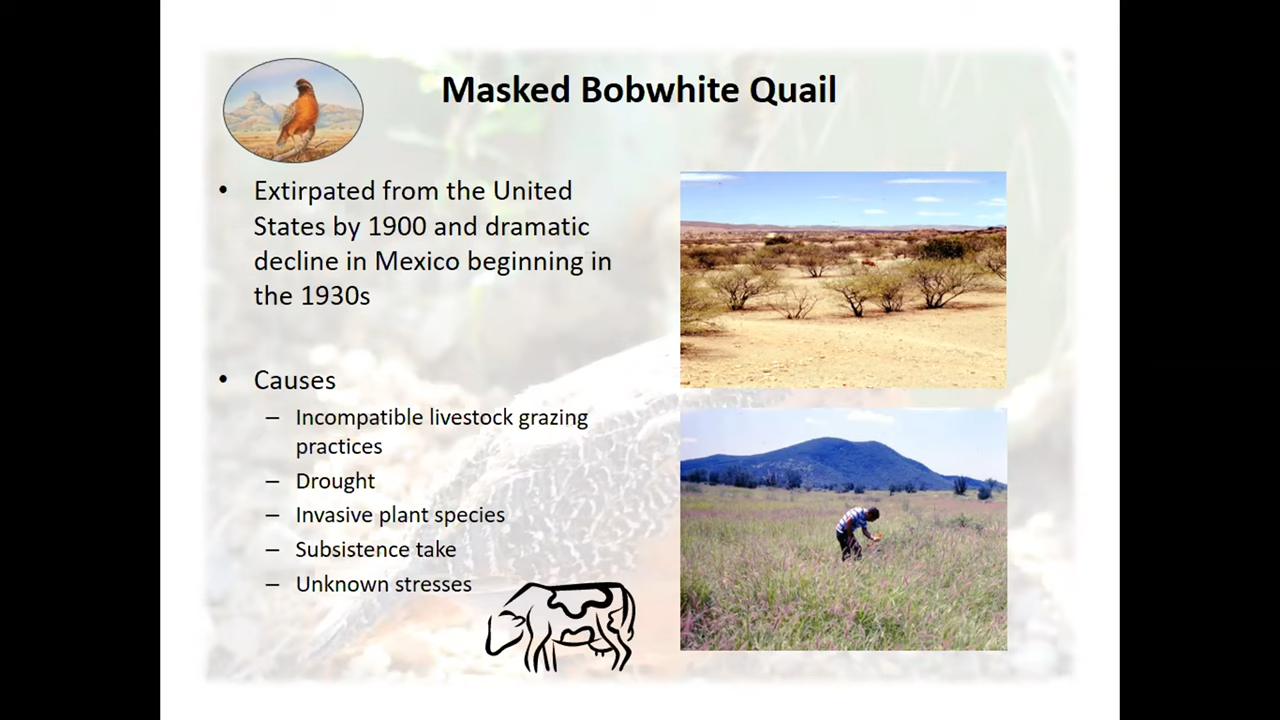 Masked Bobwhite Quail
• Extirpated from the United
States by 1900 and dramatic
decline in Mexico beginning in
the 1930s
• Causes
– Incompatible livestock grazing
practices
– Drought
– Invasive plant species
– Subsistence take
– Unknown stresses